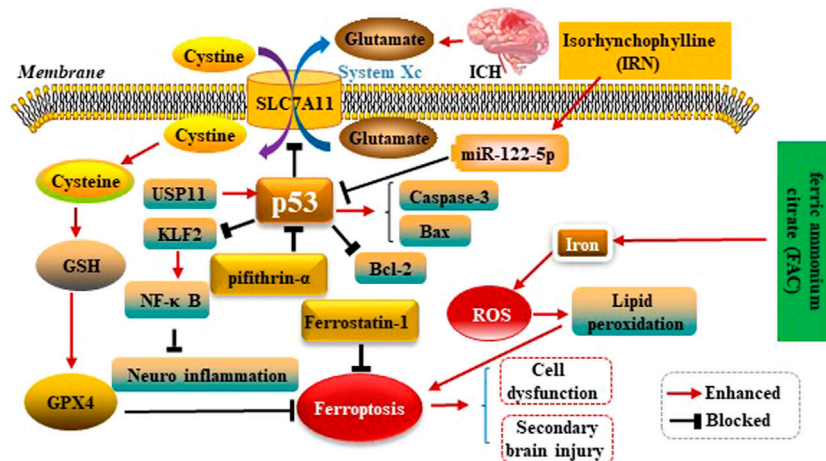 Cystine
Glutamate
ICH
Isorhynchophylline
(IRN)
Membrane
System Xc
SLC7A11
Cystine
Glutamate
miR-122-5p
Cysteine
USP11
p53
Caspase-3
Bax
KLF2
Bcl-2
GSH
pifithrin-α
NF-κ B
Iron
ferric ammonium
citrate (FAC)
ROS
Lipid
peroxidation
Ferrostatin-1
Neuro inflammation
GPX4
Ferroptosis
Cell
dysfunction
Secondary
brain injury
Enhanced
Blocked